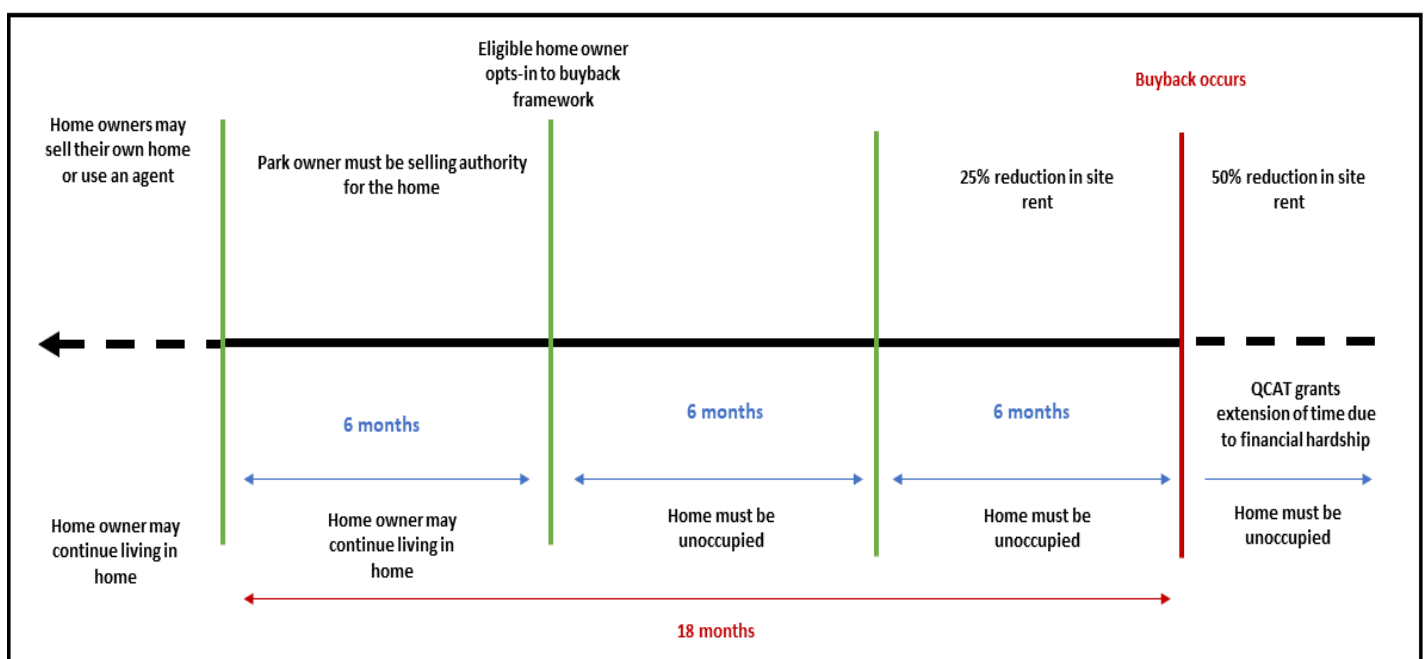 Eligible home owner
opts-in to buyback
framework
Buyback occurs
Home owners may
sell their own home
or use an agent
Park owner must be selling authority
for the home
25% reduction in site
rent
50% reduction in site
rent
6 months
6 months
6 months
QCAT grants
extension of time due
to financial hardship
Home owner may
continue living in
home
Home owner may
continue living in
home
Home must be
unoccupied
Home must be
unoccupied
Home must be
unoccupied
18 months